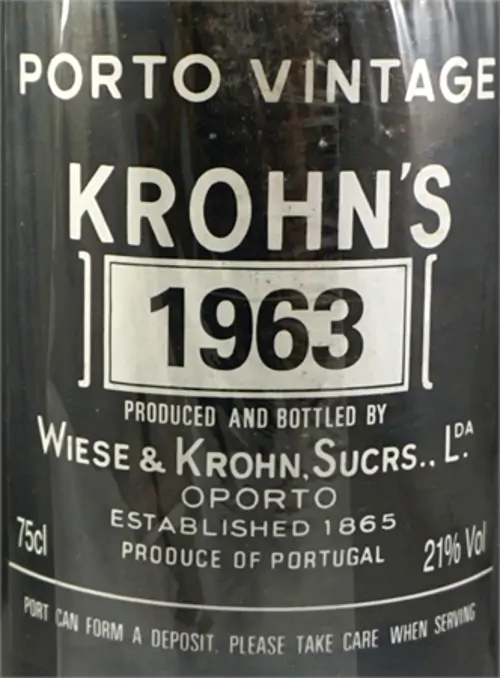 PORTO VINTAGE
KROHN'S
1963
PRODUCED AND BOTTLED BY
WIESE & KROHN, SUCRS., LDA.
OPORTO
ESTABLISHED 1865
75cl
PRODUCE OF PORTUGAL
21% Vol
PORT CAN FORM A DEPOSIT. PLEASE TAKE CARE WHEN SERVING